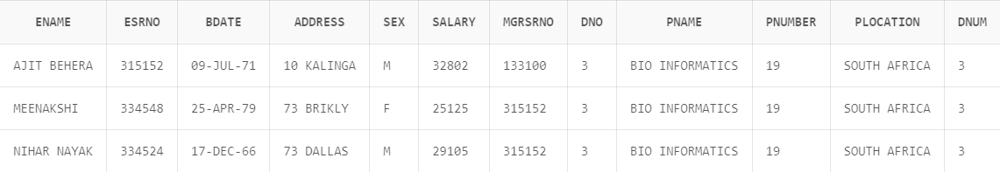 ENAME ESRNO BDATE ADDRESS SEX SALARY MGRSRNO DNO PNAME PNUMBER PLOCATION DNUM
AJIT BEHERA 315152 09-JUL-71 10 KALINGA M 32802 133100 3 BIO INFORMATICS 19 SOUTH AFRICA 3
MEENAKSHI 334548 25-APR-79 73 BRIKLY F 25125 315152 3 BIO INFORMATICS 19 SOUTH AFRICA 3
NIHAR NAYAK 334524 17-DEC-66 73 DALLAS M 29105 315152 3 BIO INFORMATICS 19 SOUTH AFRICA 3